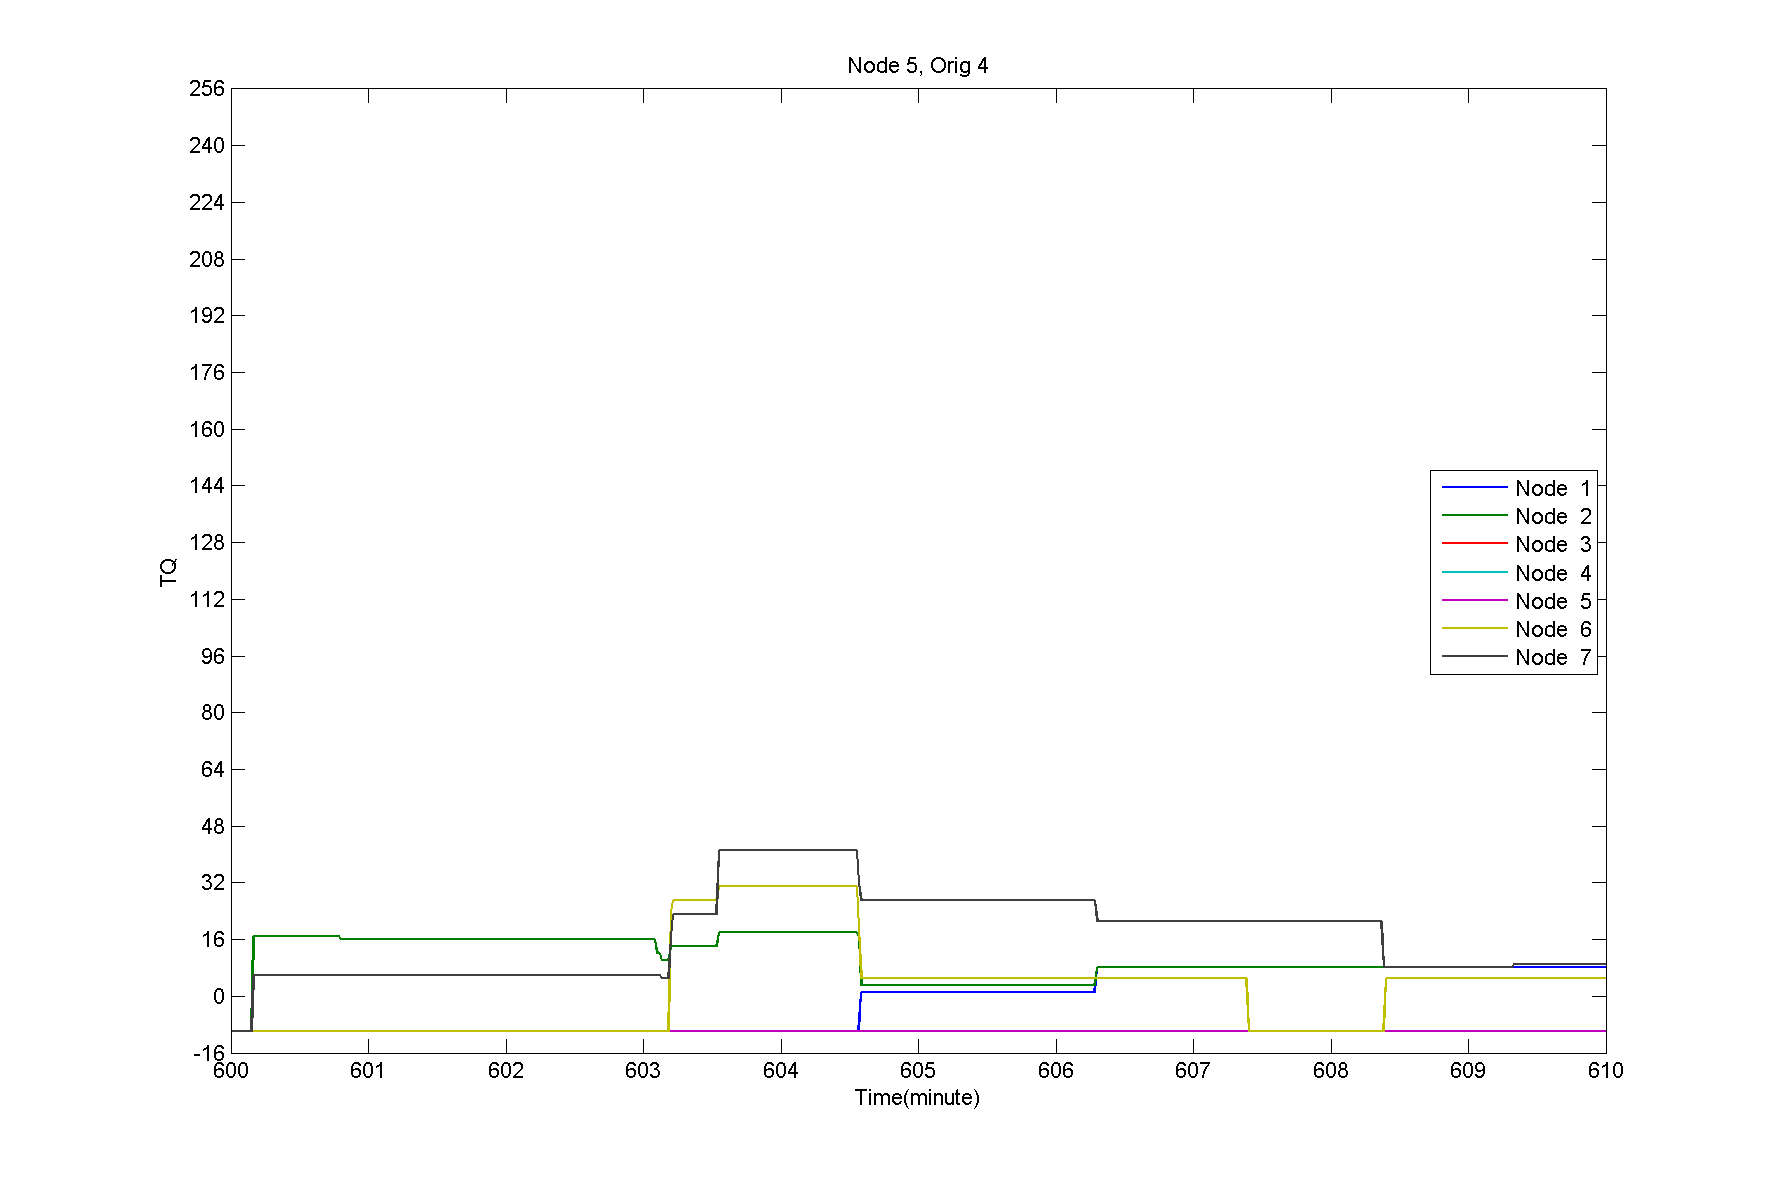 Node 5, Orig 4
256
240
224
208
192
176
160
144
128
112
96
80
64
48
32
16
0
-16
TQ
Node 1
Node 2
Node 3
Node 4
Node 5
Node 6
Node 7
600 601 602 603 604 605 606 607 608 609 610
Time(minute)